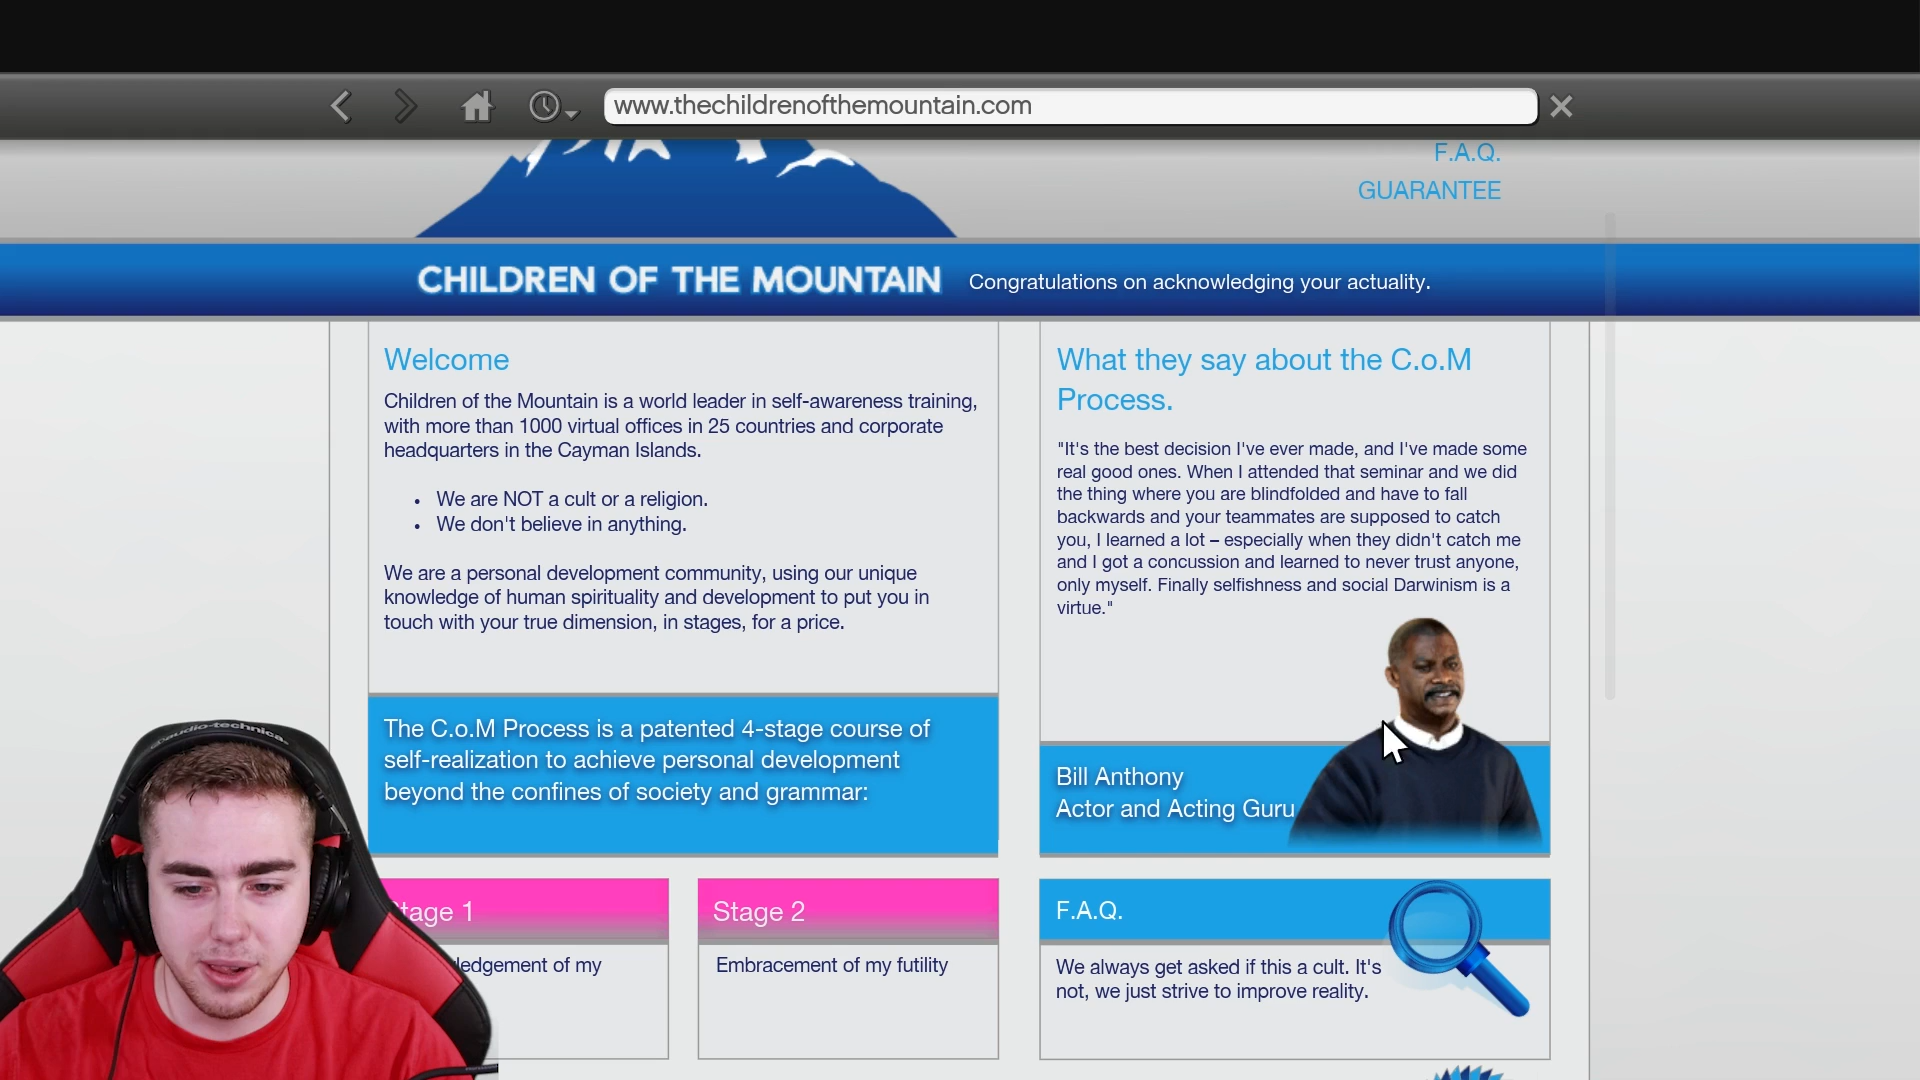 www.thechildrenofthemountain.com
F.A.Q.
GUARANTEE
CHILDREN OF THE MOUNTAIN
Congratulations on acknowledging your actuality.
Welcome
Children of the Mountain is a world leader in self-awareness training,
with more than 1000 virtual offices in 25 countries and corporate
headquarters in the Cayman Islands.
• We are NOT a cult or a religion.
• We don't believe in anything.
We are a personal development community, using our unique
knowledge of human spirituality and development to put you in
touch with your true dimension, in stages, for a price.
The C.o.M Process is a patented 4-stage course of
self-realization to achieve personal development
beyond the confines of society and grammar:
What they say about the C.o.M
Process.
"It's the best decision I've ever made, and I've made some
real good ones. When I attended that seminar and we did
the thing where you are blindfolded and have to fall
backwards and your teammates are supposed to catch
you, I learned a lot – especially when they didn't catch me
and I got a concussion and learned to never trust anyone,
only myself. Finally selfishness and social Darwinism is a
virtue."
Bill Anthony
Actor and Acting Guru
tage 1
ledgement of my
Stage 2
Embracement of my futility
F.A.Q.
We always get asked if this a cult. It's
not, we just strive to improve reality.
audio-technica